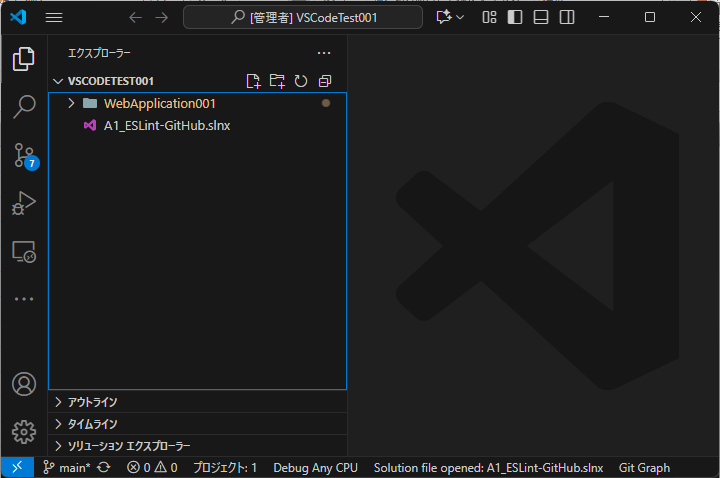 [管理者] VSCodeTest001
エクスプローラー
VSCODETEST001
WebApplication001
A1_ESLint-GitHub.slnx
7
アウトライン
タイムライン
ソリューション エクスプローラー
main* 0 0 プロジェクト: 1 Debug Any CPU Solution file opened: A1_ESLint-GitHub.slnx Git Graph